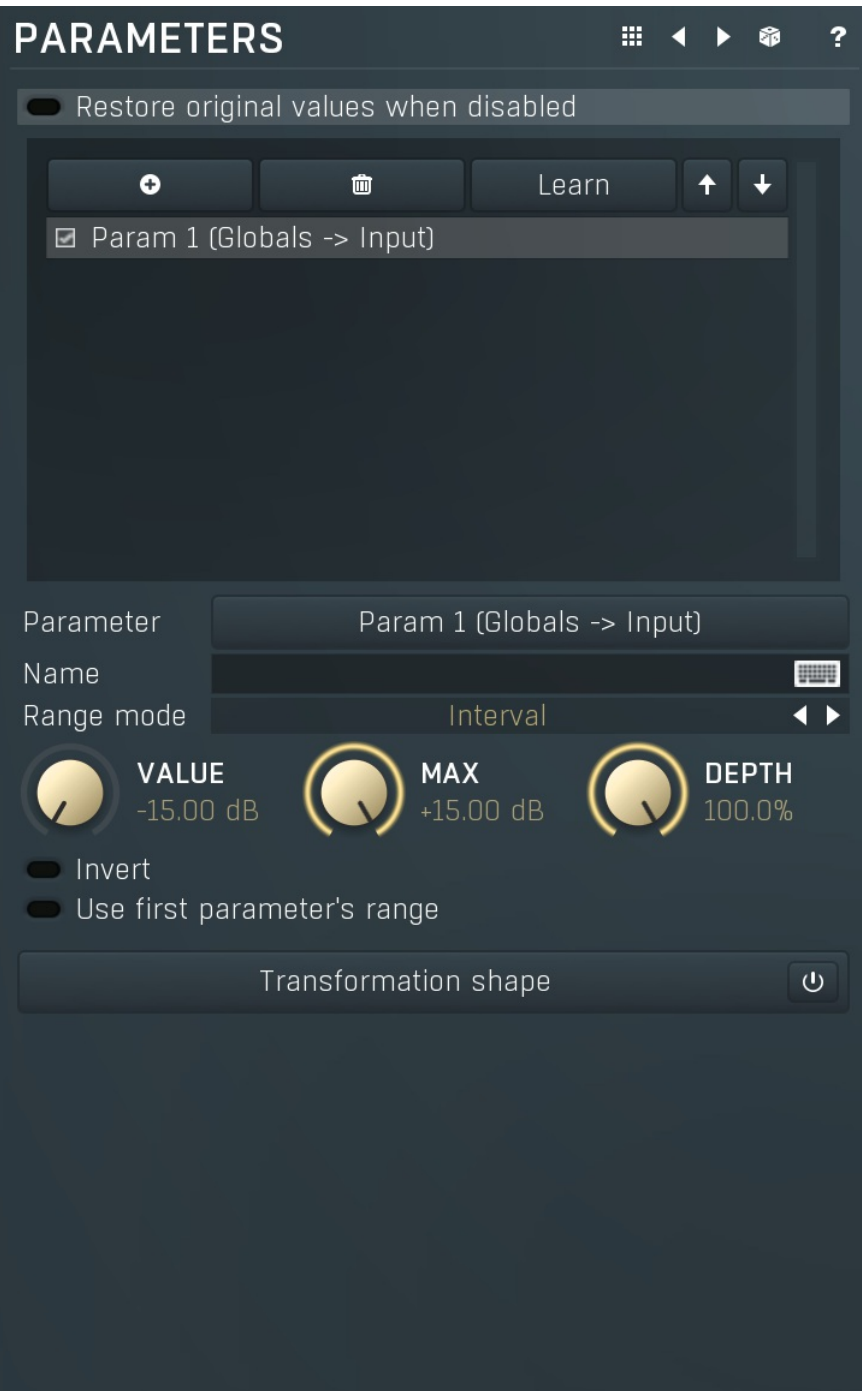 PARAMETERS ?
Restore original values when disabled
Learn
Param 1 (Globals -> Input)
Parameter Param 1 (Globals -> Input)
Name
Range mode Interval
VALUE MAX DEPTH
-15.00 dB +15.00 dB 100.0%
Invert
Use first parameter's range
Transformation shape